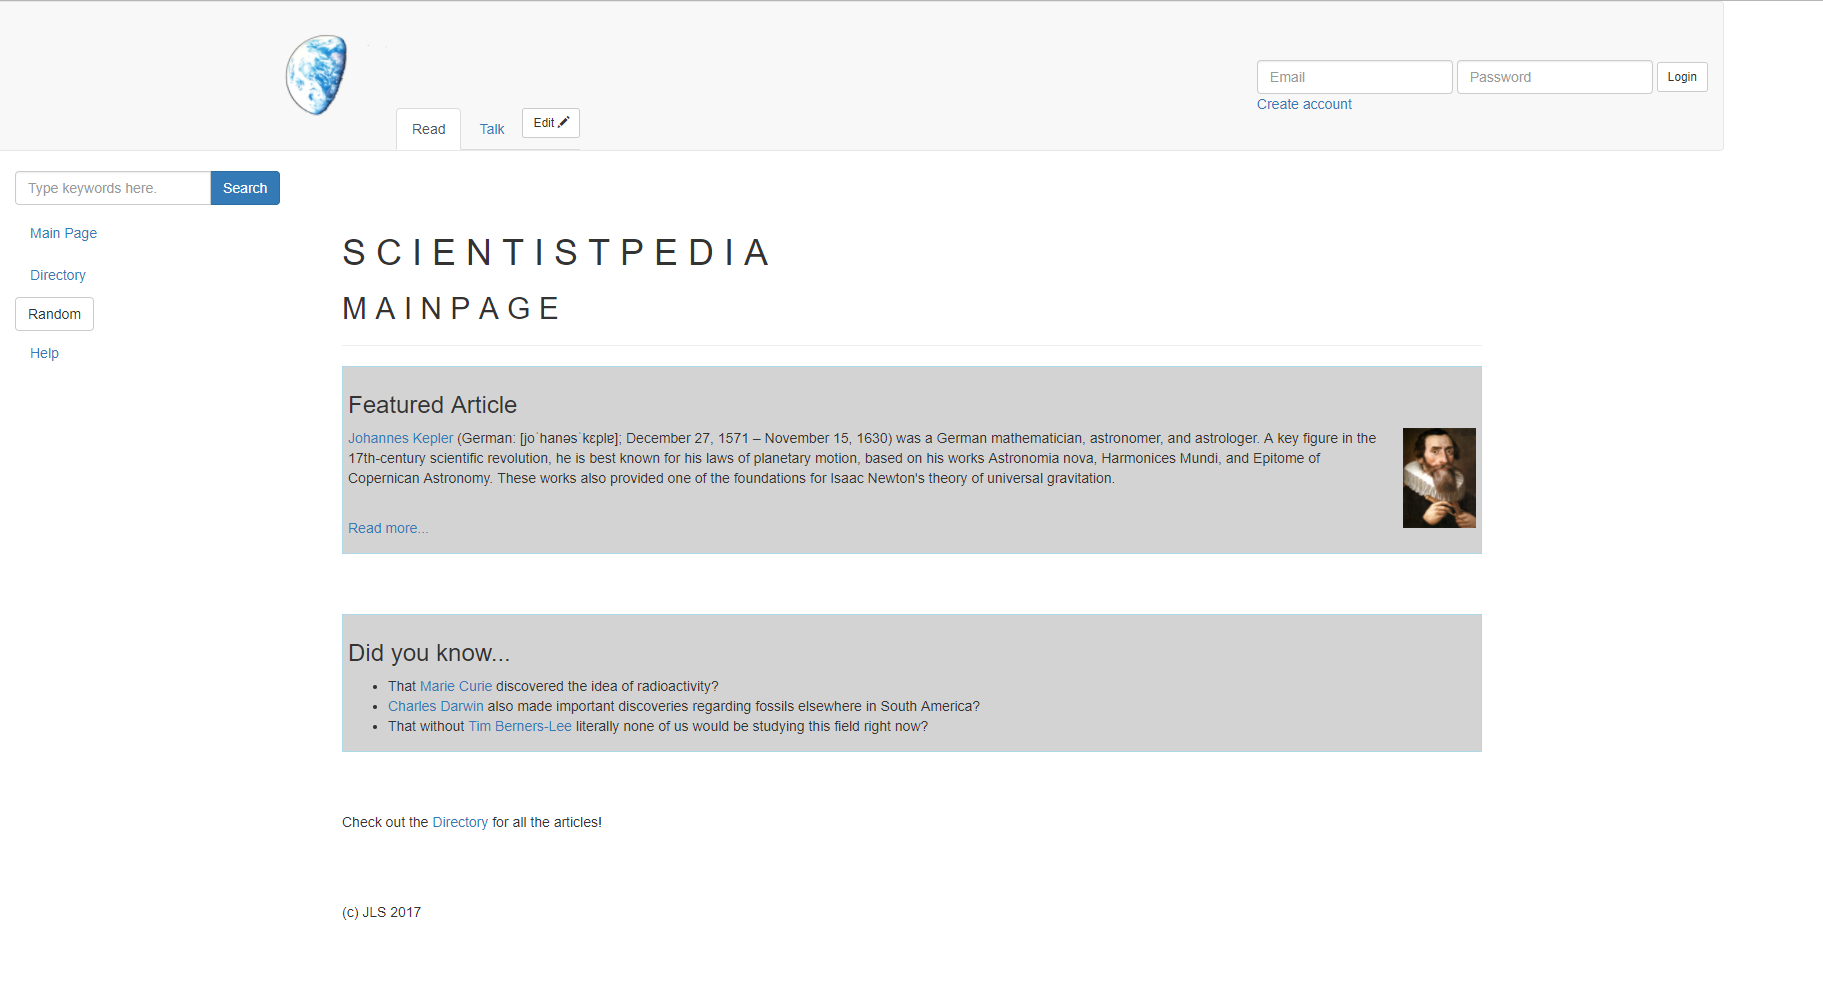 Email
Password
Login
Create account
Read
Talk
Edit
Type keywords here.
Search
Main Page
Directory
Random
Help
SCIENTISTPEDIA
MAINPAGE
Featured Article
Johannes Kepler (German: [joˈhanəsˈkɛplɐ]; December 27, 1571 – November 15, 1630) was a German mathematician, astronomer, and astrologer. A key figure in the
17th-century scientific revolution, he is best known for his laws of planetary motion, based on his works Astronomia nova, Harmonices Mundi, and Epitome of
Copernican Astronomy. These works also provided one of the foundations for Isaac Newton's theory of universal gravitation.
Read more...
Did you know...
• That Marie Curie discovered the idea of radioactivity?
• Charles Darwin also made important discoveries regarding fossils elsewhere in South America?
• That without Tim Berners-Lee literally none of us would be studying this field right now?
Check out the Directory for all the articles!
(c) JLS 2017